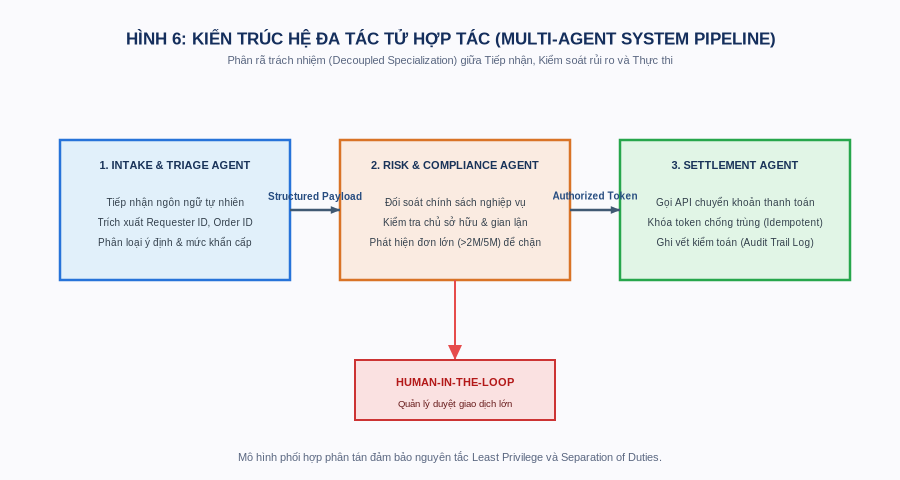 HÌNH 6: KIẾN TRÚC HỆ ĐA TÁC TỬ HỢP TÁC (MULTI-AGENT SYSTEM PIPELINE)
Phân rã trách nhiệm (Decoupled Specialization) giữa Tiếp nhận, Kiểm soát rủi ro và Thực thi
1. INTAKE & TRIAGE AGENT
Tiếp nhận ngôn ngữ tự nhiên
Trích xuất Requester ID, Order ID
Phân loại ý định & mức khẩn cấp
Structured Payload
2. RISK & COMPLIANCE AGENT
Đối soát chính sách nghiệp vụ
Kiểm tra chủ sở hữu & gian lận
Phát hiện đơn lớn (>2M/5M) để chặn
Authorized Token
3. SETTLEMENT AGENT
Gọi API chuyển khoản thanh toán
Khóa token chống trùng (Idempotent)
Ghi vết kiểm toán (Audit Trail Log)
HUMAN-IN-THE-LOOP
Quản lý duyệt giao dịch lớn
Mô hình phối hợp phân tán đảm bảo nguyên tắc Least Privilege và Separation of Duties.